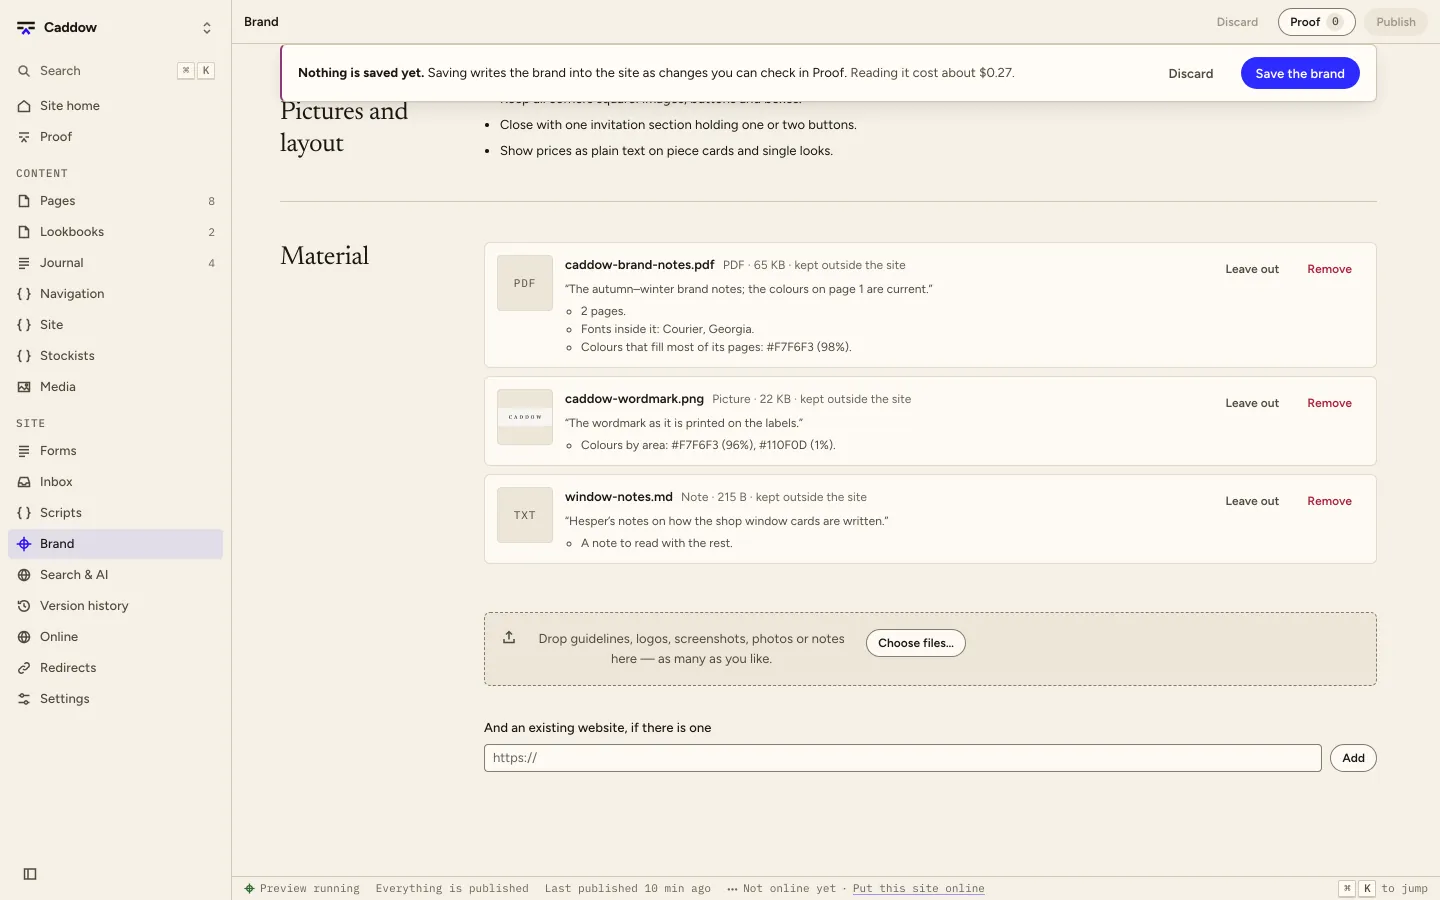 Caddow
Search ⌘ K
Site home
Proof
CONTENT
Pages 8
Lookbooks 2
Journal 4
Navigation
Site
Stockists
Media
SITE
Forms
Inbox
Scripts
Brand
Search & AI
Version history
Online
Redirects
Settings
Brand
Discard
Proof 0
Publish
Nothing is saved yet. Saving writes the brand into the site as changes you can check in Proof. Reading it cost about $0.27.
Discard
Save the brand
Pictures and
layout
• Close with one invitation section holding one or two buttons.
• Show prices as plain text on piece cards and single looks.
Material
PDF
caddow-brand-notes.pdf PDF · 65 KB · kept outside the site
“The autumn–winter brand notes; the colours on page 1 are current.”
2 pages.
Fonts inside it: Courier, Georgia.
Colours that fill most of its pages: #F7F6F3 (98%).
Leave out
Remove
CADDOW
caddow-wordmark.png Picture · 22 KB · kept outside the site
“The wordmark as it is printed on the labels.”
Colours by area: #F7F6F3 (96%), #110F0D (1%).
Leave out
Remove
TXT
window-notes.md Note · 215 B · kept outside the site
“Hesper’s notes on how the shop window cards are written.”
A note to read with the rest.
Leave out
Remove
Drop guidelines, logos, screenshots, photos or notes
here — as many as you like.
Choose files…
And an existing website, if there is one
https://
Add
Preview running
Everything is published
Last published 10 min ago
Not online yet · Put this site online
⌘ K to jump